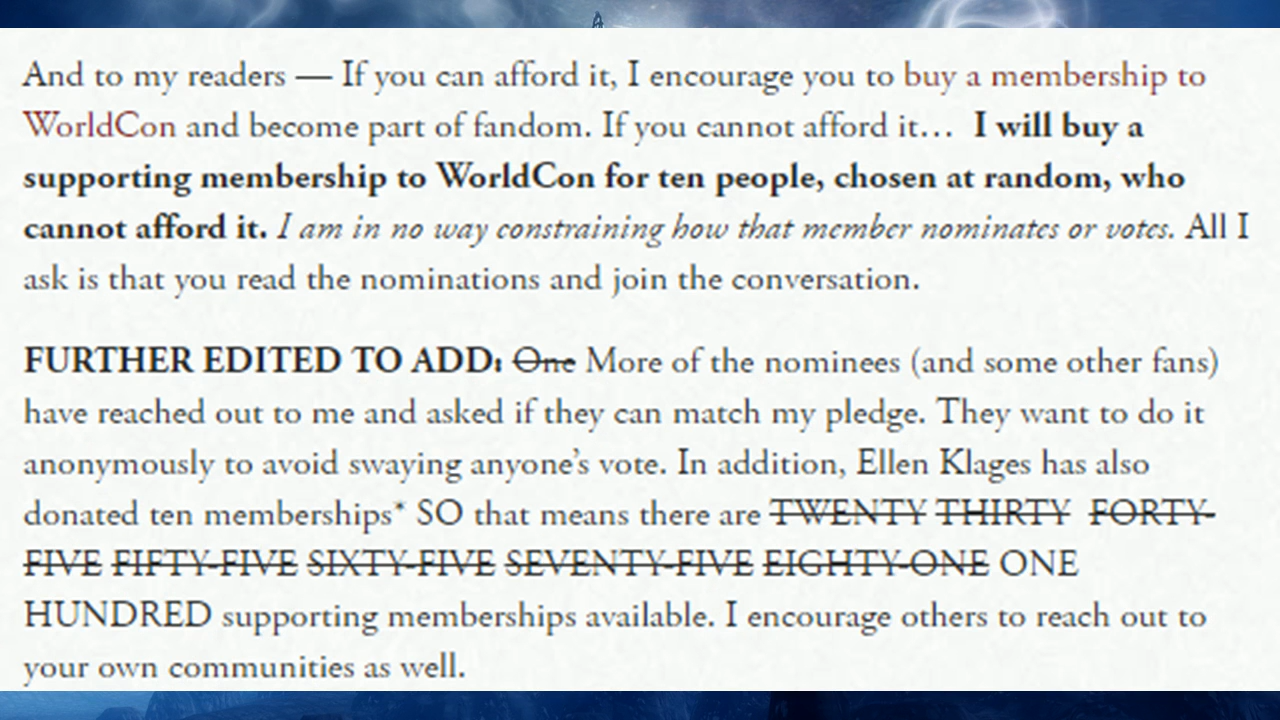 And to my readers — If you can afford it, I encourage you to buy a membership to
WorldCon and become part of fandom. If you cannot afford it… I will buy a
supporting membership to WorldCon for ten people, chosen at random, who
cannot afford it. I am in no way constraining how that member nominates or votes. All I
ask is that you read the nominations and join the conversation.
FURTHER EDITED TO ADD: One More of the nominees (and some other fans)
have reached out to me and asked if they can match my pledge. They want to do it
anonymously to avoid swaying anyone’s vote. In addition, Ellen Klages has also
donated ten memberships* SO that means there are TWENTY THIRTY FORTY-
FIVE FIFTY-FIVE SIXTY-FIVE SEVENTY-FIVE EIGHTY-ONE ONE
HUNDRED supporting memberships available. I encourage others to reach out to
your own communities as well.